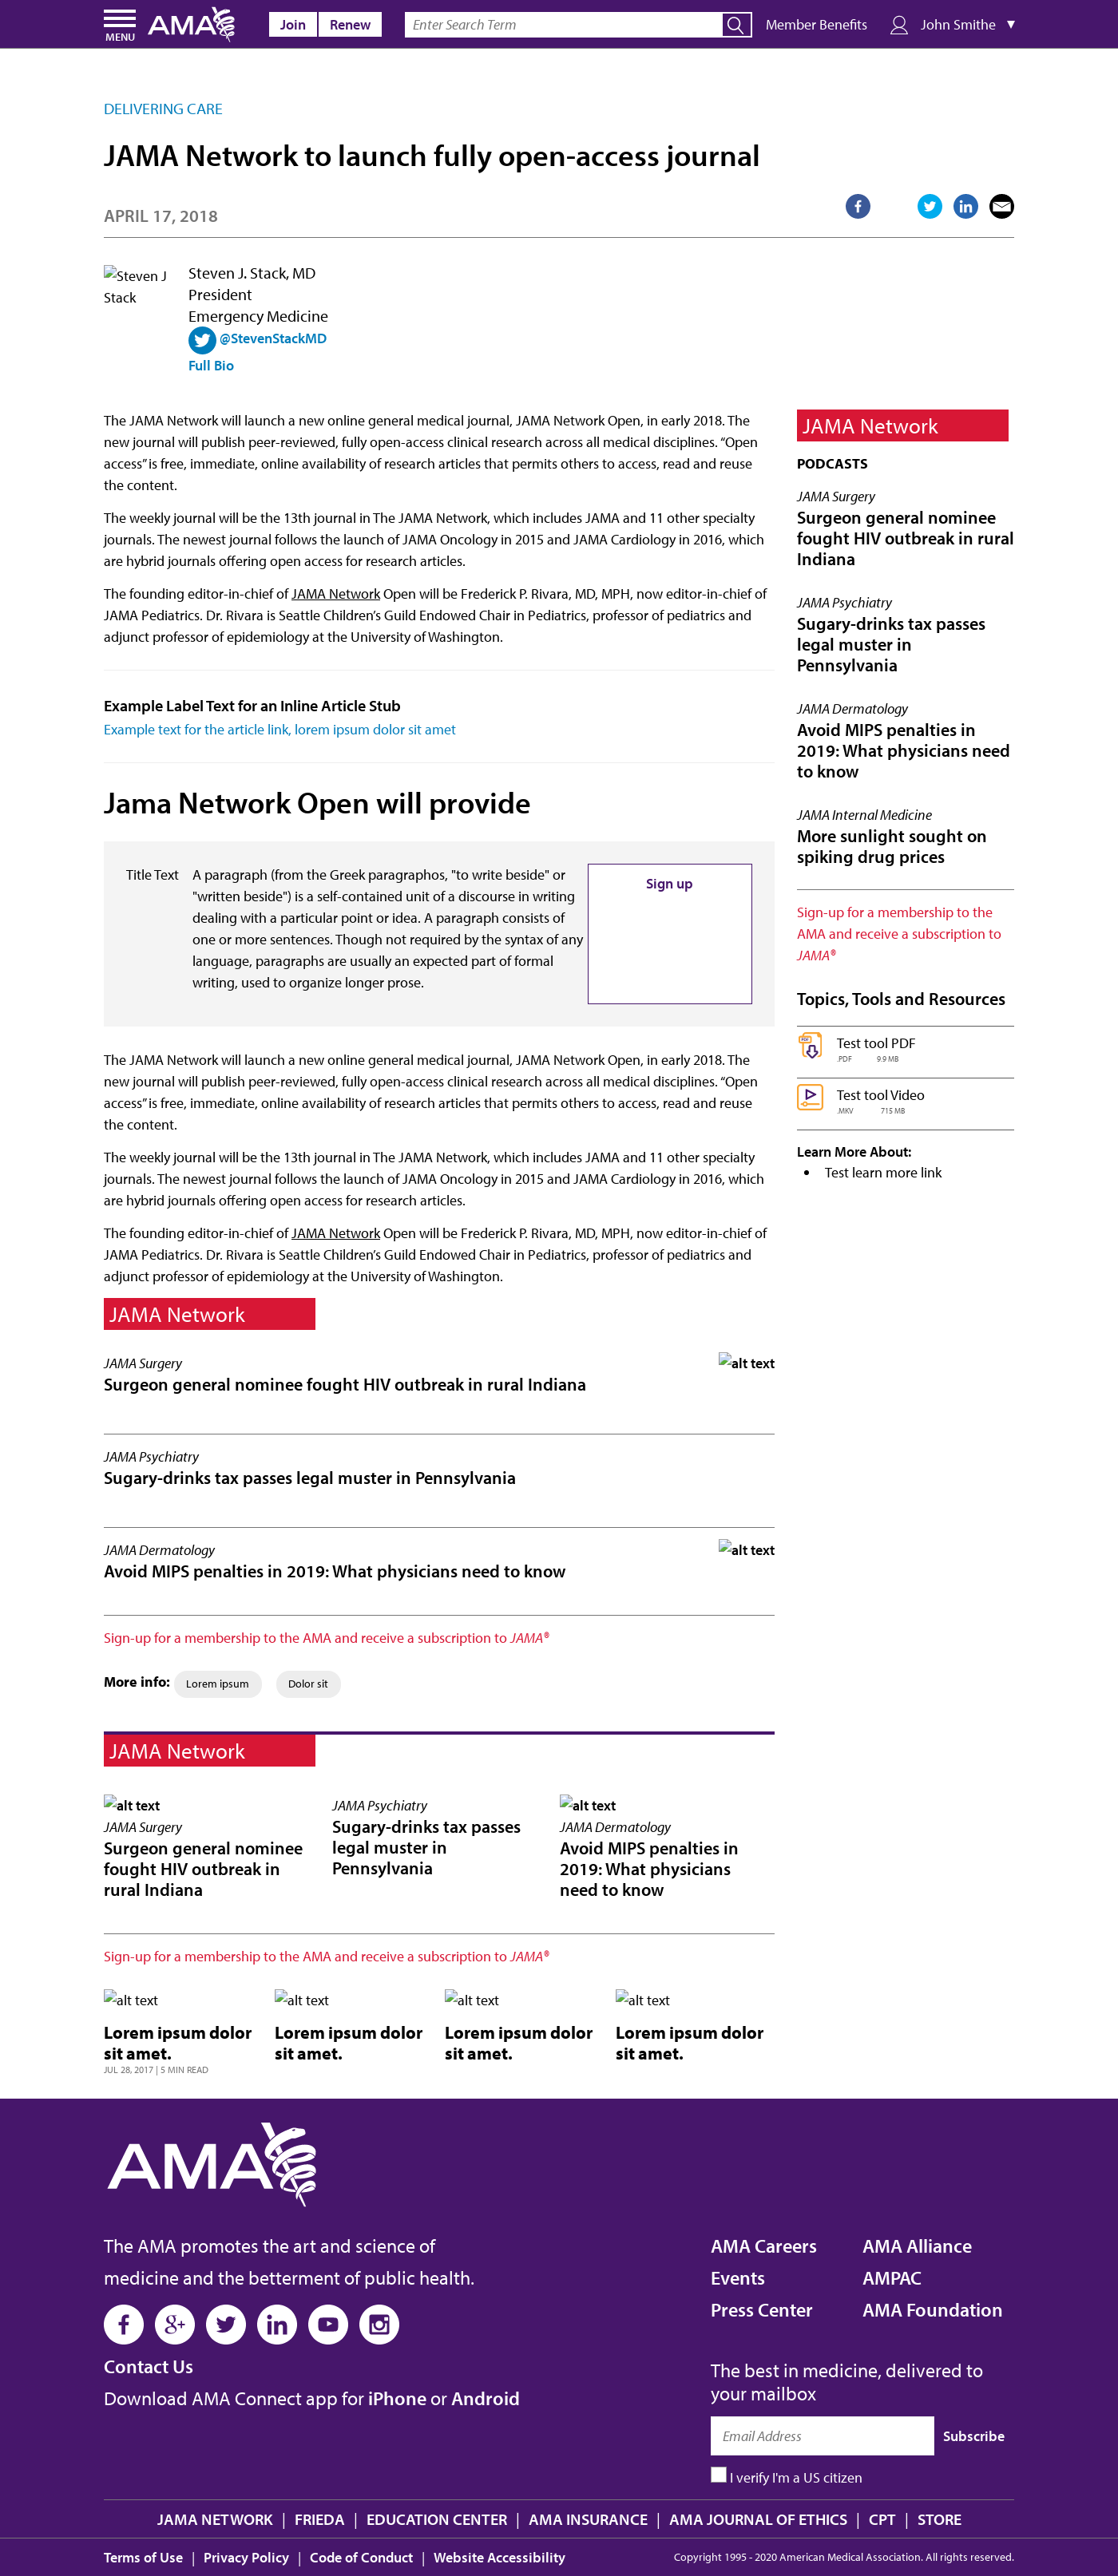 MENU
AMA
Join
Renew
Enter Search Term
Member Benefits
John Smithe ▼
DELIVERING CARE
JAMA Network to launch fully open-access journal
APRIL 17, 2018
Steven J
Stack
Steven J. Stack, MD
President
Emergency Medicine
@StevenStackMD
Full Bio
The JAMA Network will launch a new online general medical journal, JAMA Network Open, in early 2018. The
new journal will publish peer-reviewed, fully open-access clinical research across all medical disciplines. “Open
access” is free, immediate, online availability of research articles that permits others to access, read and reuse
the content.
The weekly journal will be the 13th journal in The JAMA Network, which includes JAMA and 11 other specialty
journals. The newest journal follows the launch of JAMA Oncology in 2015 and JAMA Cardiology in 2016, which
are hybrid journals offering open access for research articles.
The founding editor-in-chief of JAMA Network Open will be Frederick P. Rivara, MD, MPH, now editor-in-chief of
JAMA Pediatrics. Dr. Rivara is Seattle Children’s Guild Endowed Chair in Pediatrics, professor of pediatrics and
adjunct professor of epidemiology at the University of Washington.
Example Label Text for an Inline Article Stub
Example text for the article link, lorem ipsum dolor sit amet
Jama Network Open will provide
Title Text
A paragraph (from the Greek paragraphos, "to write beside" or
"written beside") is a self-contained unit of a discourse in writing
dealing with a particular point or idea. A paragraph consists of
one or more sentences. Though not required by the syntax of any
language, paragraphs are usually an expected part of formal
writing, used to organize longer prose.
Sign up
The JAMA Network will launch a new online general medical journal, JAMA Network Open, in early 2018. The
new journal will publish peer-reviewed, fully open-access clinical research across all medical disciplines. “Open
access” is free, immediate, online availability of research articles that permits others to access, read and reuse
the content.
The weekly journal will be the 13th journal in The JAMA Network, which includes JAMA and 11 other specialty
journals. The newest journal follows the launch of JAMA Oncology in 2015 and JAMA Cardiology in 2016, which
are hybrid journals offering open access for research articles.
The founding editor-in-chief of JAMA Network Open will be Frederick P. Rivara, MD, MPH, now editor-in-chief of
JAMA Pediatrics. Dr. Rivara is Seattle Children’s Guild Endowed Chair in Pediatrics, professor of pediatrics and
adjunct professor of epidemiology at the University of Washington.
JAMA Network
JAMA Surgery
Surgeon general nominee fought HIV outbreak in rural Indiana
alt text
JAMA Psychiatry
Sugary-drinks tax passes legal muster in Pennsylvania
JAMA Dermatology
Avoid MIPS penalties in 2019: What physicians need to know
alt text
Sign-up for a membership to the AMA and receive a subscription to JAMA®
More info: Lorem ipsum Dolor sit
JAMA Network
alt text
JAMA Surgery
Surgeon general nominee
fought HIV outbreak in
rural Indiana
JAMA Psychiatry
Sugary-drinks tax passes
legal muster in
Pennsylvania
alt text
JAMA Dermatology
Avoid MIPS penalties in
2019: What physicians
need to know
Sign-up for a membership to the AMA and receive a subscription to JAMA®
alt text
Lorem ipsum dolor
sit amet.
JUL 28, 2017 | 5 MIN READ
alt text
Lorem ipsum dolor
sit amet.
alt text
Lorem ipsum dolor
sit amet.
alt text
Lorem ipsum dolor
sit amet.
JAMA Network
PODCASTS
JAMA Surgery
Surgeon general nominee
fought HIV outbreak in rural
Indiana
JAMA Psychiatry
Sugary-drinks tax passes
legal muster in
Pennsylvania
JAMA Dermatology
Avoid MIPS penalties in
2019: What physicians need
to know
JAMA Internal Medicine
More sunlight sought on
spiking drug prices
Sign-up for a membership to the
AMA and receive a subscription to
JAMA®
Topics, Tools and Resources
PDF
Test tool PDF
.PDF 9.9 MB
Test tool Video
.MKV 715 MB
Learn More About:
• Test learn more link
AMA
The AMA promotes the art and science of
medicine and the betterment of public health.
Contact Us
Download AMA Connect app for iPhone or Android
AMA Careers
Events
Press Center
AMA Alliance
AMPAC
AMA Foundation
The best in medicine, delivered to
your mailbox
Email Address
Subscribe
I verify I'm a US citizen
JAMA NETWORK | FRIEDA | EDUCATION CENTER | AMA INSURANCE | AMA JOURNAL OF ETHICS | CPT | STORE
Terms of Use | Privacy Policy | Code of Conduct | Website Accessibility
Copyright 1995 - 2020 American Medical Association. All rights reserved.